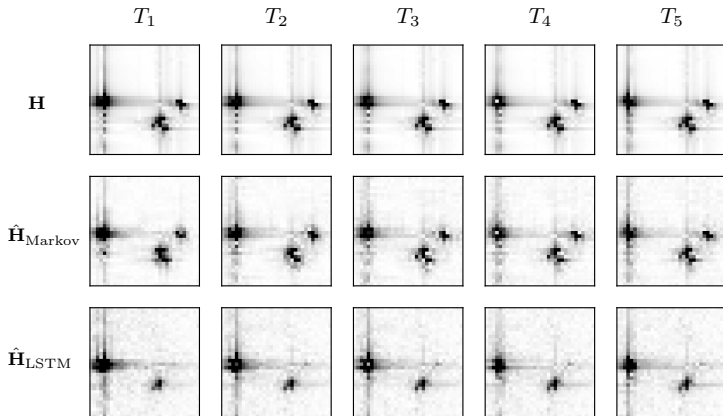 T₁ T₂ T₃ T₄ T₅
H
Ĥ_Markov
Ĥ_LSTM